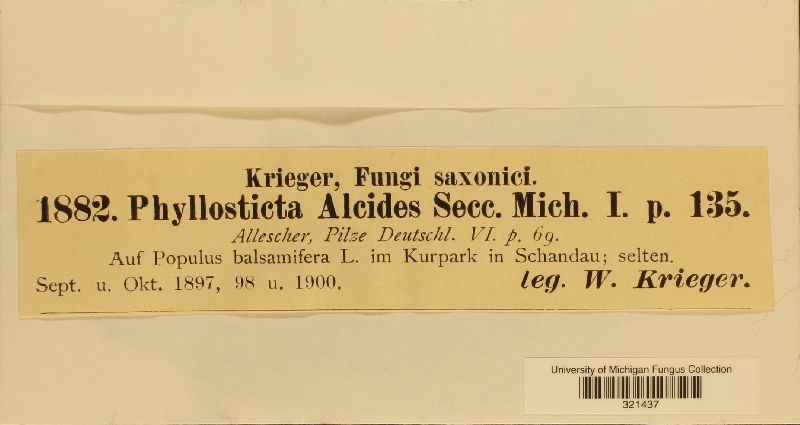 Krieger, Fungi saxonici.
1882. Phyllosticta Alcides Secc. Mich. I. p. 135.
Allescher, Pilze Deutschl. VI. p. 69.
Auf Populus balsamifera L. im Kurpark in Schandau; selten.
Sept. u. Okt. 1897, 98 u. 1900. leg. W. Krieger.
University of Michigan Fungus Collection
321437